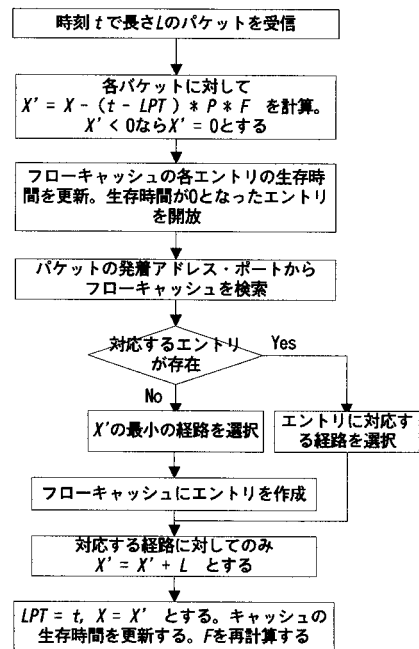 時刻 t で長さLのパケットを受信
各バケットに対して
X' = X - (t - LPT) * P * F を計算。
X' < 0ならX' = 0とする
フローキャッシュの各エントリの生存時
間を更新。生存時間が0となったエントリ
を開放
パケットの発着アドレス・ポートから
フローキャッシュを検索
対応するエントリ
が存在
Yes
No
X'の最小の経路を選択
エントリに対応す
る経路を選択
フローキャッシュにエントリを作成
対応する経路に対してのみ
X' = X' + L とする
LPT = t, X = X' とする。キャッシュの
生存時間を更新する。Fを再計算する